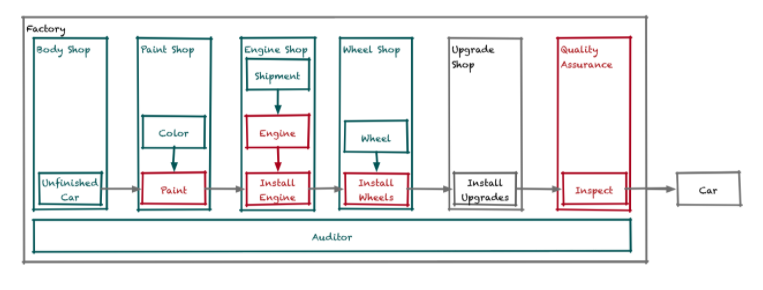 Factory
Body Shop
Paint Shop
Engine Shop
Wheel Shop
Upgrade
Shop
Quality
Assurance
Shipment
Color
Engine
Wheel
Unfinished
Car
Paint
Install
Engine
Install
Wheels
Install
Upgrades
Inspect
Car
Auditor